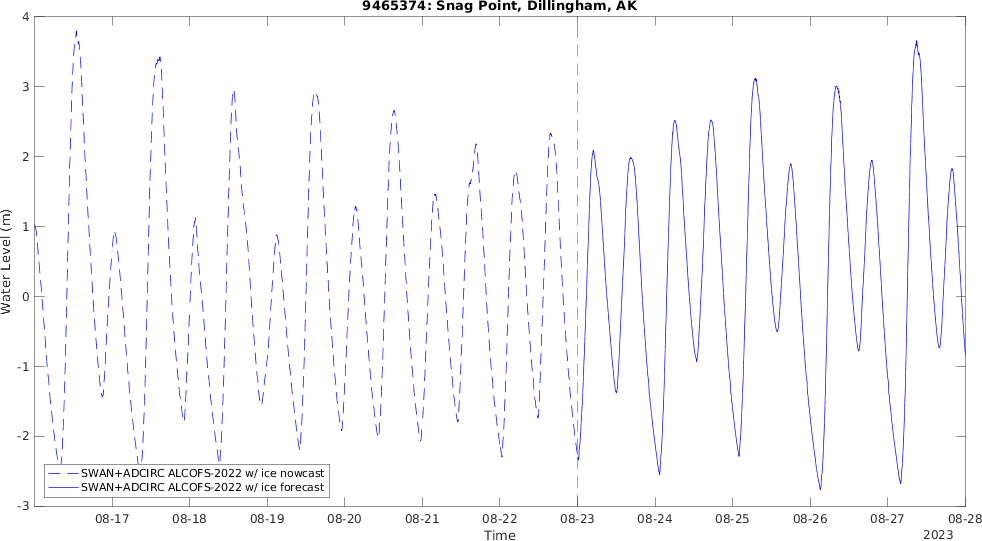 9465374: Snag Point, Dillingham, AK
Water Level (m)
4
3
2
1
0
-1
-2
-3
SWAN+ADCIRC ALCOFS-2022 w/ ice nowcast
SWAN+ADCIRC ALCOFS-2022 w/ ice forecast
08-17 08-18 08-19 08-20 08-21 08-22 08-23 08-24 08-25 08-26 08-27 08-28
Time
2023